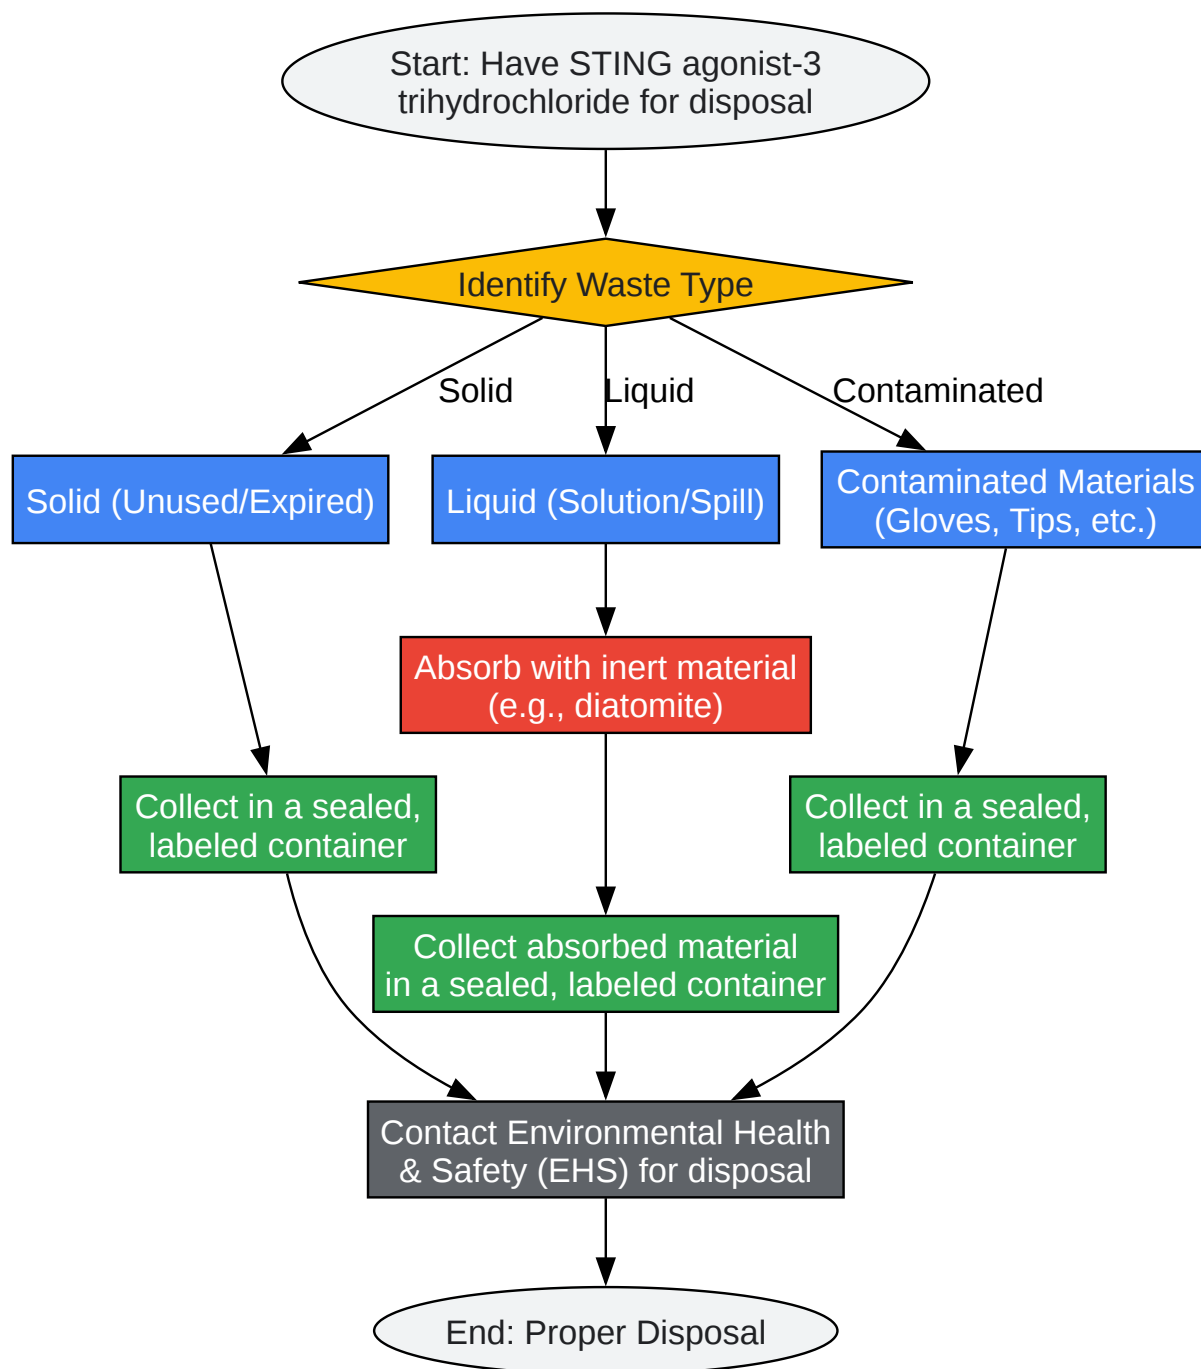 Start: Have STING agonist-3
trihydrochloride for disposal
Identify Waste Type
Solid
Liquid
Contaminated
Solid (Unused/Expired)
Liquid (Solution/Spill)
Contaminated Materials
(Gloves, Tips, etc.)
Absorb with inert material
(e.g., diatomite)
Collect in a sealed,
labeled container
Collect in a sealed,
labeled container
Collect absorbed material
in a sealed, labeled container
Contact Environmental Health
& Safety (EHS) for disposal
End: Proper Disposal